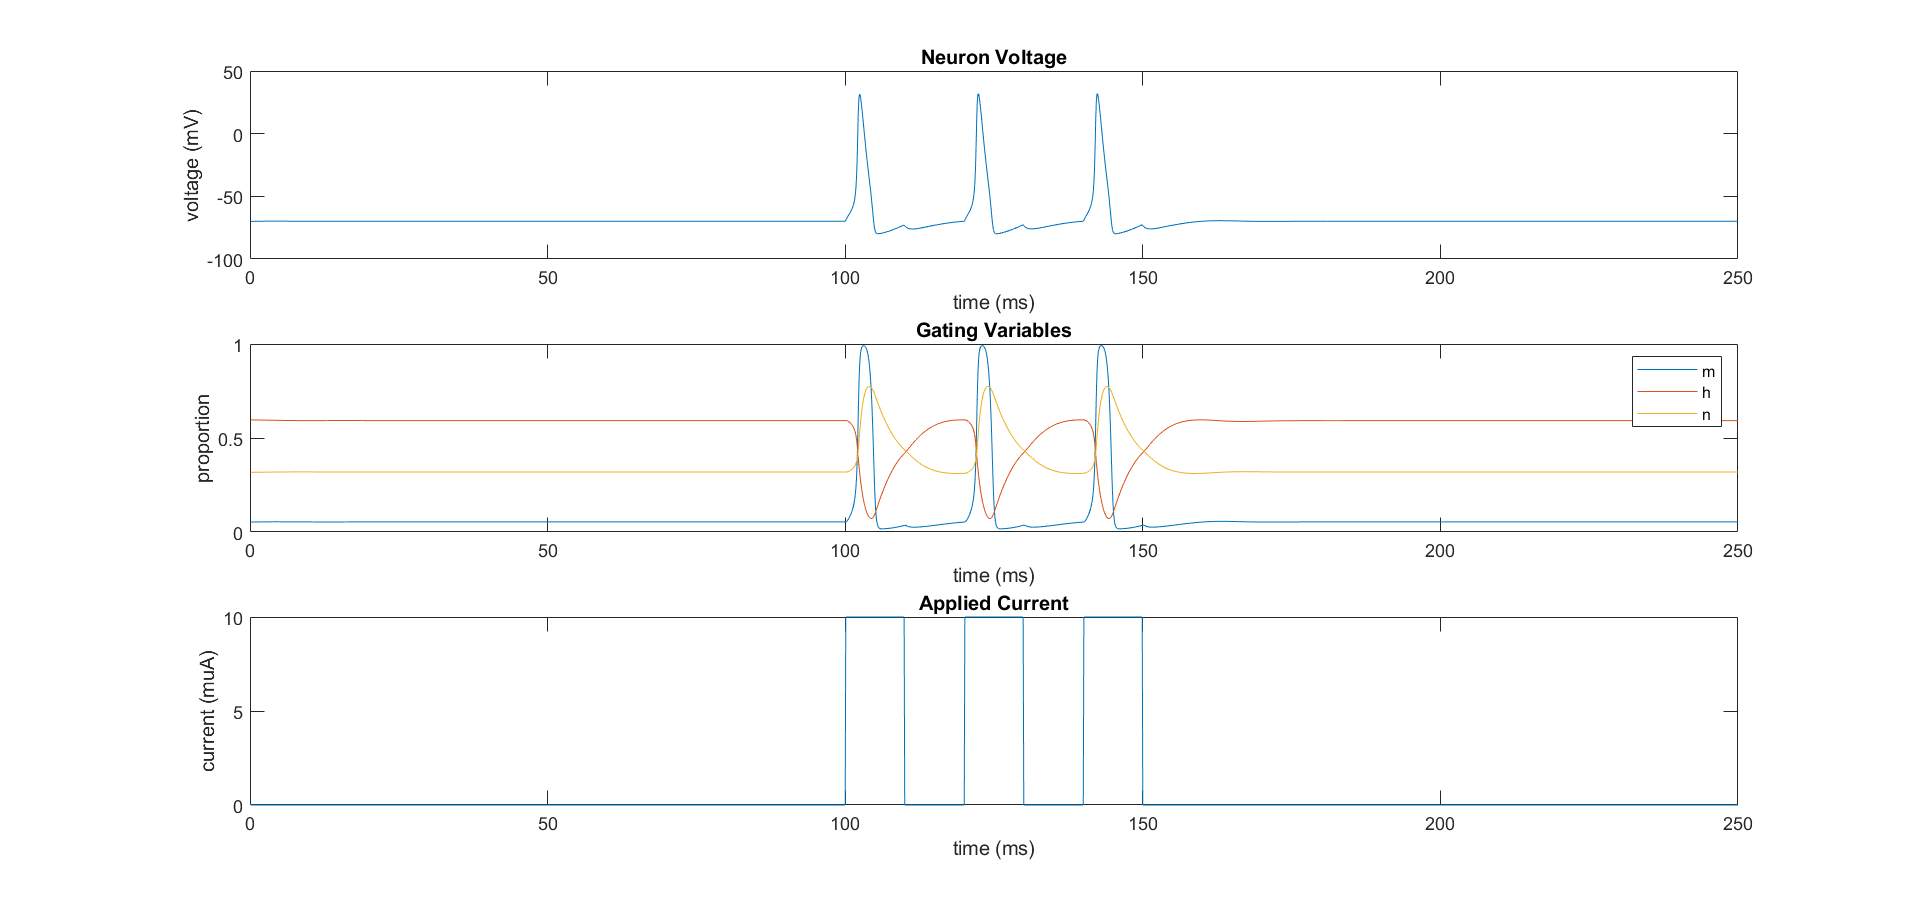 Neuron Voltage
50
0
-50
-100
voltage (mV)
0 50 100 150 200 250
time (ms)
Gating Variables
1
0.5
0
proportion
m
h
n
0 50 100 150 200 250
time (ms)
Applied Current
10
5
0
current (muA)
0 50 100 150 200 250
time (ms)